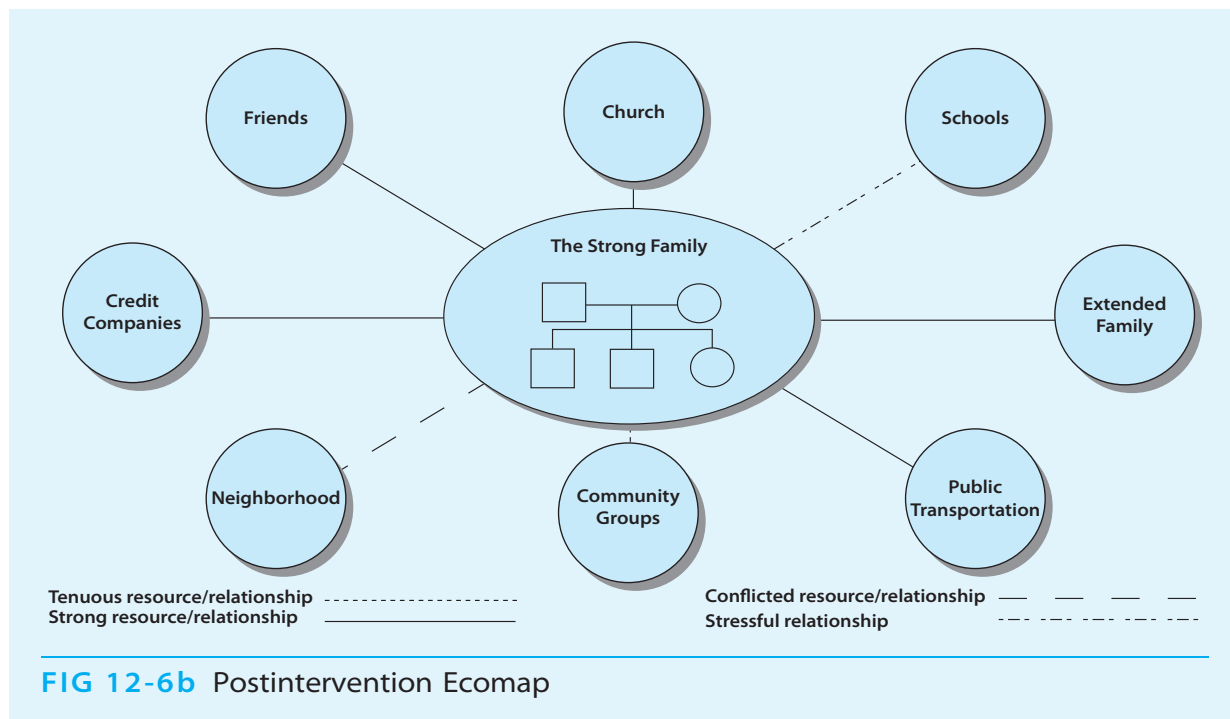 Friends
Church
Schools
The Strong Family
Credit
Companies
Extended
Family
Neighborhood
Community
Groups
Public
Transportation
Tenuous resource/relationship
Strong resource/relationship
Conflicted resource/relationship
Stressful relationship
FIG 12-6b Postintervention Ecomap